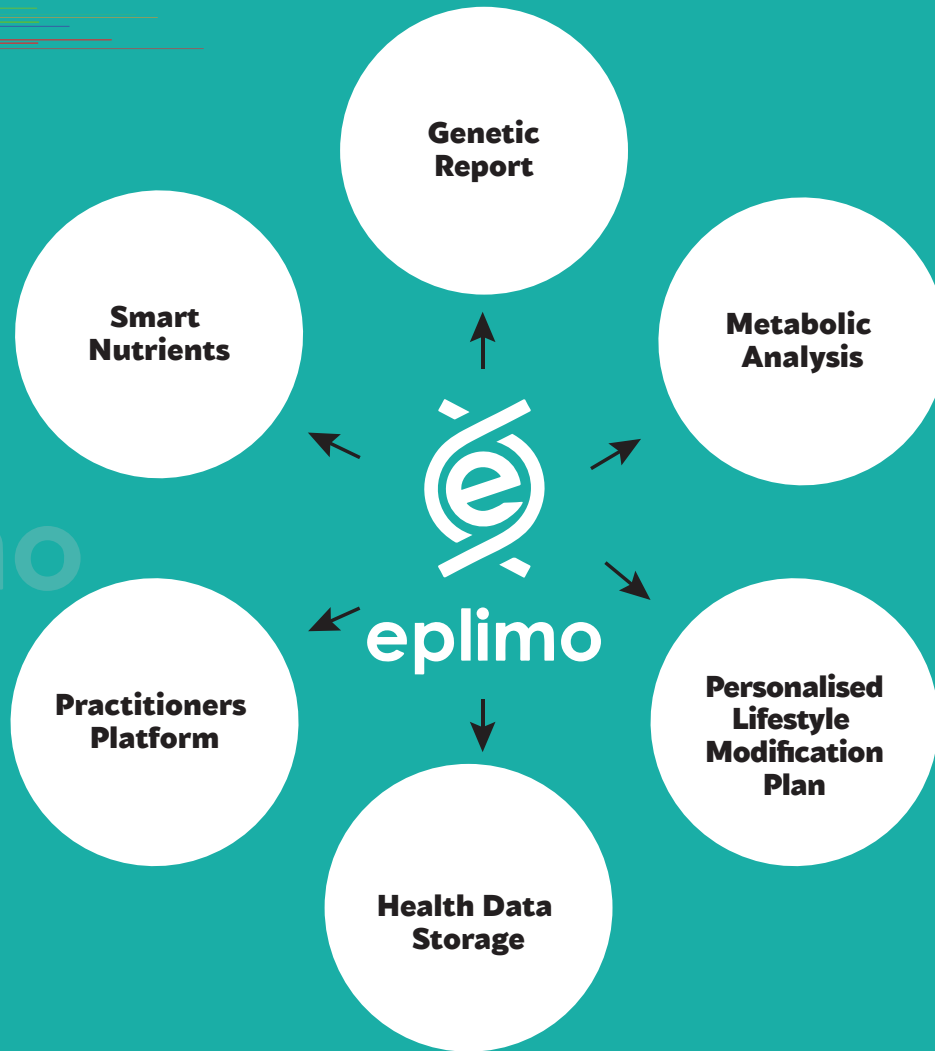 Genetic
Report
Smart
Nutrients
Metabolic
Analysis
eplimo
Practitioners
Platform
Personalised
Lifestyle
Modification
Plan
Health Data
Storage